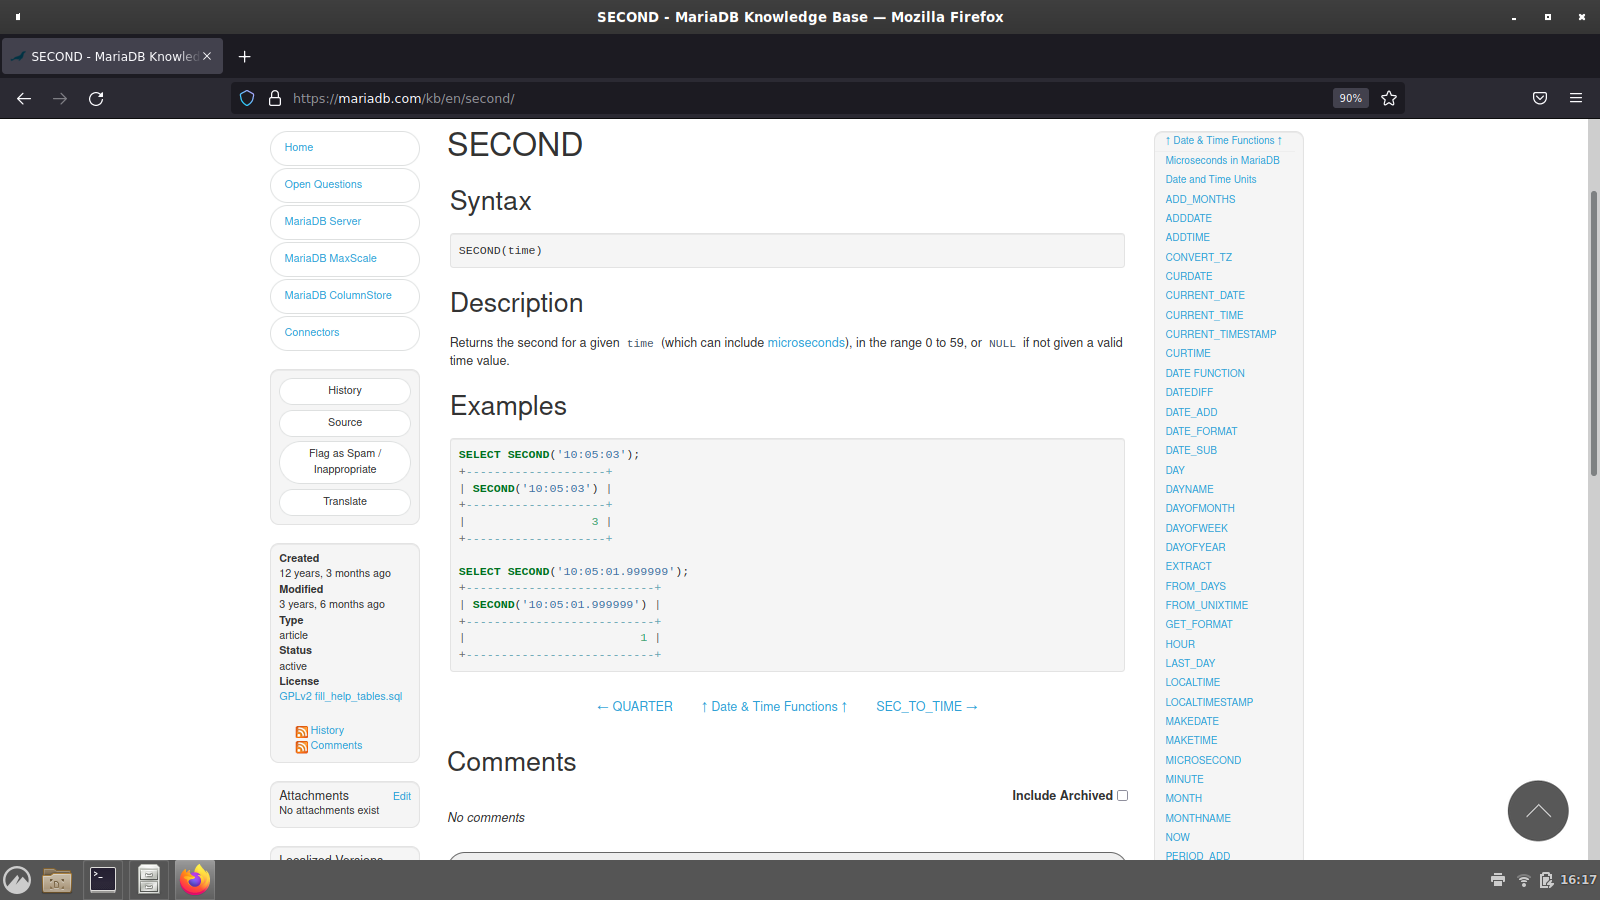 SECOND - MariaDB Knowledge Base — Mozilla Firefox
SECOND - MariaDB Knowled
https://mariadb.com/kb/en/second/
90%
Home
Open Questions
MariaDB Server
MariaDB MaxScale
MariaDB ColumnStore
Connectors
History
Source
Flag as Spam /
Inappropriate
Translate
Created
12 years, 3 months ago
Modified
3 years, 6 months ago
Type
article
Status
active
License
GPLv2 fill_help_tables.sql
History
Comments
Attachments Edit
No attachments exist
Localized Versions
SECOND
Syntax
SECOND(time)
Description
Returns the second for a given time (which can include microseconds), in the range 0 to 59, or NULL if not given a valid
time value.
Examples
SELECT SECOND('10:05:03');
+--------------------+
| SECOND('10:05:03') |
+--------------------+
|                  3 |
+--------------------+
SELECT SECOND('10:05:01.999999');
+---------------------------+
| SECOND('10:05:01.999999') |
+---------------------------+
|                         1 |
+---------------------------+
← QUARTER ↑ Date & Time Functions ↑ SEC_TO_TIME →
Comments
Include Archived
No comments
↑ Date & Time Functions ↑
Microseconds in MariaDB
Date and Time Units
ADD_MONTHS
ADDDATE
ADDTIME
CONVERT_TZ
CURDATE
CURRENT_DATE
CURRENT_TIME
CURRENT_TIMESTAMP
CURTIME
DATE FUNCTION
DATEDIFF
DATE_ADD
DATE_FORMAT
DATE_SUB
DAY
DAYNAME
DAYOFMONTH
DAYOFWEEK
DAYOFYEAR
EXTRACT
FROM_DAYS
FROM_UNIXTIME
GET_FORMAT
HOUR
LAST_DAY
LOCALTIME
LOCALTIMESTAMP
MAKEDATE
MAKETIME
MICROSECOND
MINUTE
MONTH
MONTHNAME
NOW
PERIOD_ADD
16:17